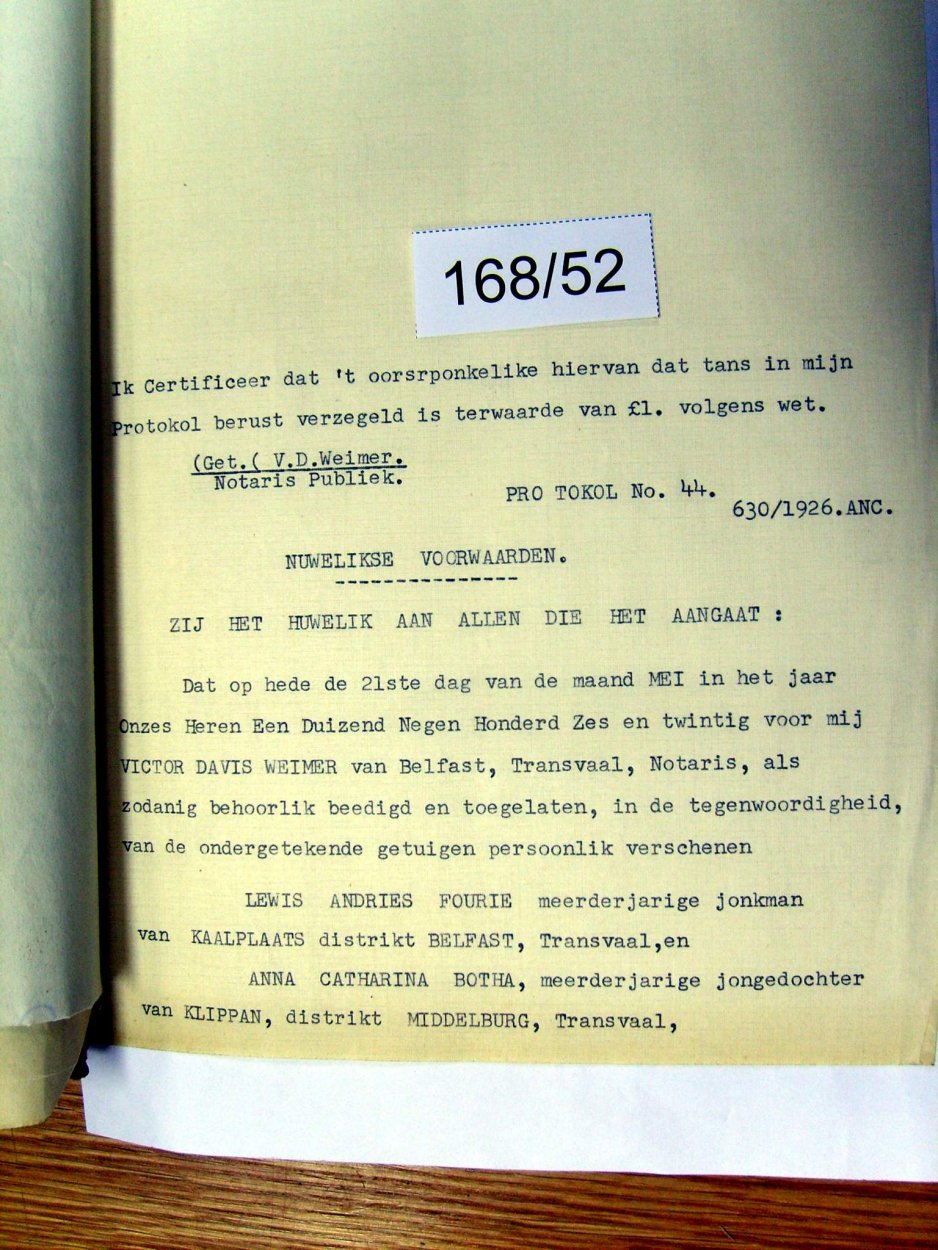 168/52
Ik Certificeer dat 't oorsrponkelike hiervan dat tans in mijn
Protokol berust verzegeld is terwaarde van £1. volgens wet.
(Get.( V.D.Weimer.
Notaris Publiek.
PRO TOKOL No. 44.
630/1926.ANC.
NUWELIKSE VOORWAARDEN.
---------------
ZIJ HET HUWELIK AAN ALLEN DIE HET AANGAAT :
Dat op hede de 21ste dag van de maand MEI in het jaar
Onzes Heren Een Duizend Negen Honderd Zes en twintig voor mij
VICTOR DAVIS WEIMER van Belfast, Transvaal, Notaris, als
zodanig behoorlik beedigd en toegelaten, in de tegenwoordigheid,
van de ondergetekende getuigen persoonlik verschenen
LEWIS ANDRIES FOURIE meerderjarige jonkman
van KAALPLAATS distrikt BELFAST, Transvaal,en
ANNA CATHARINA BOTHA, meerderjarige jongedochter
van KLIPPAN, distrikt MIDDELBURG, Transvaal,